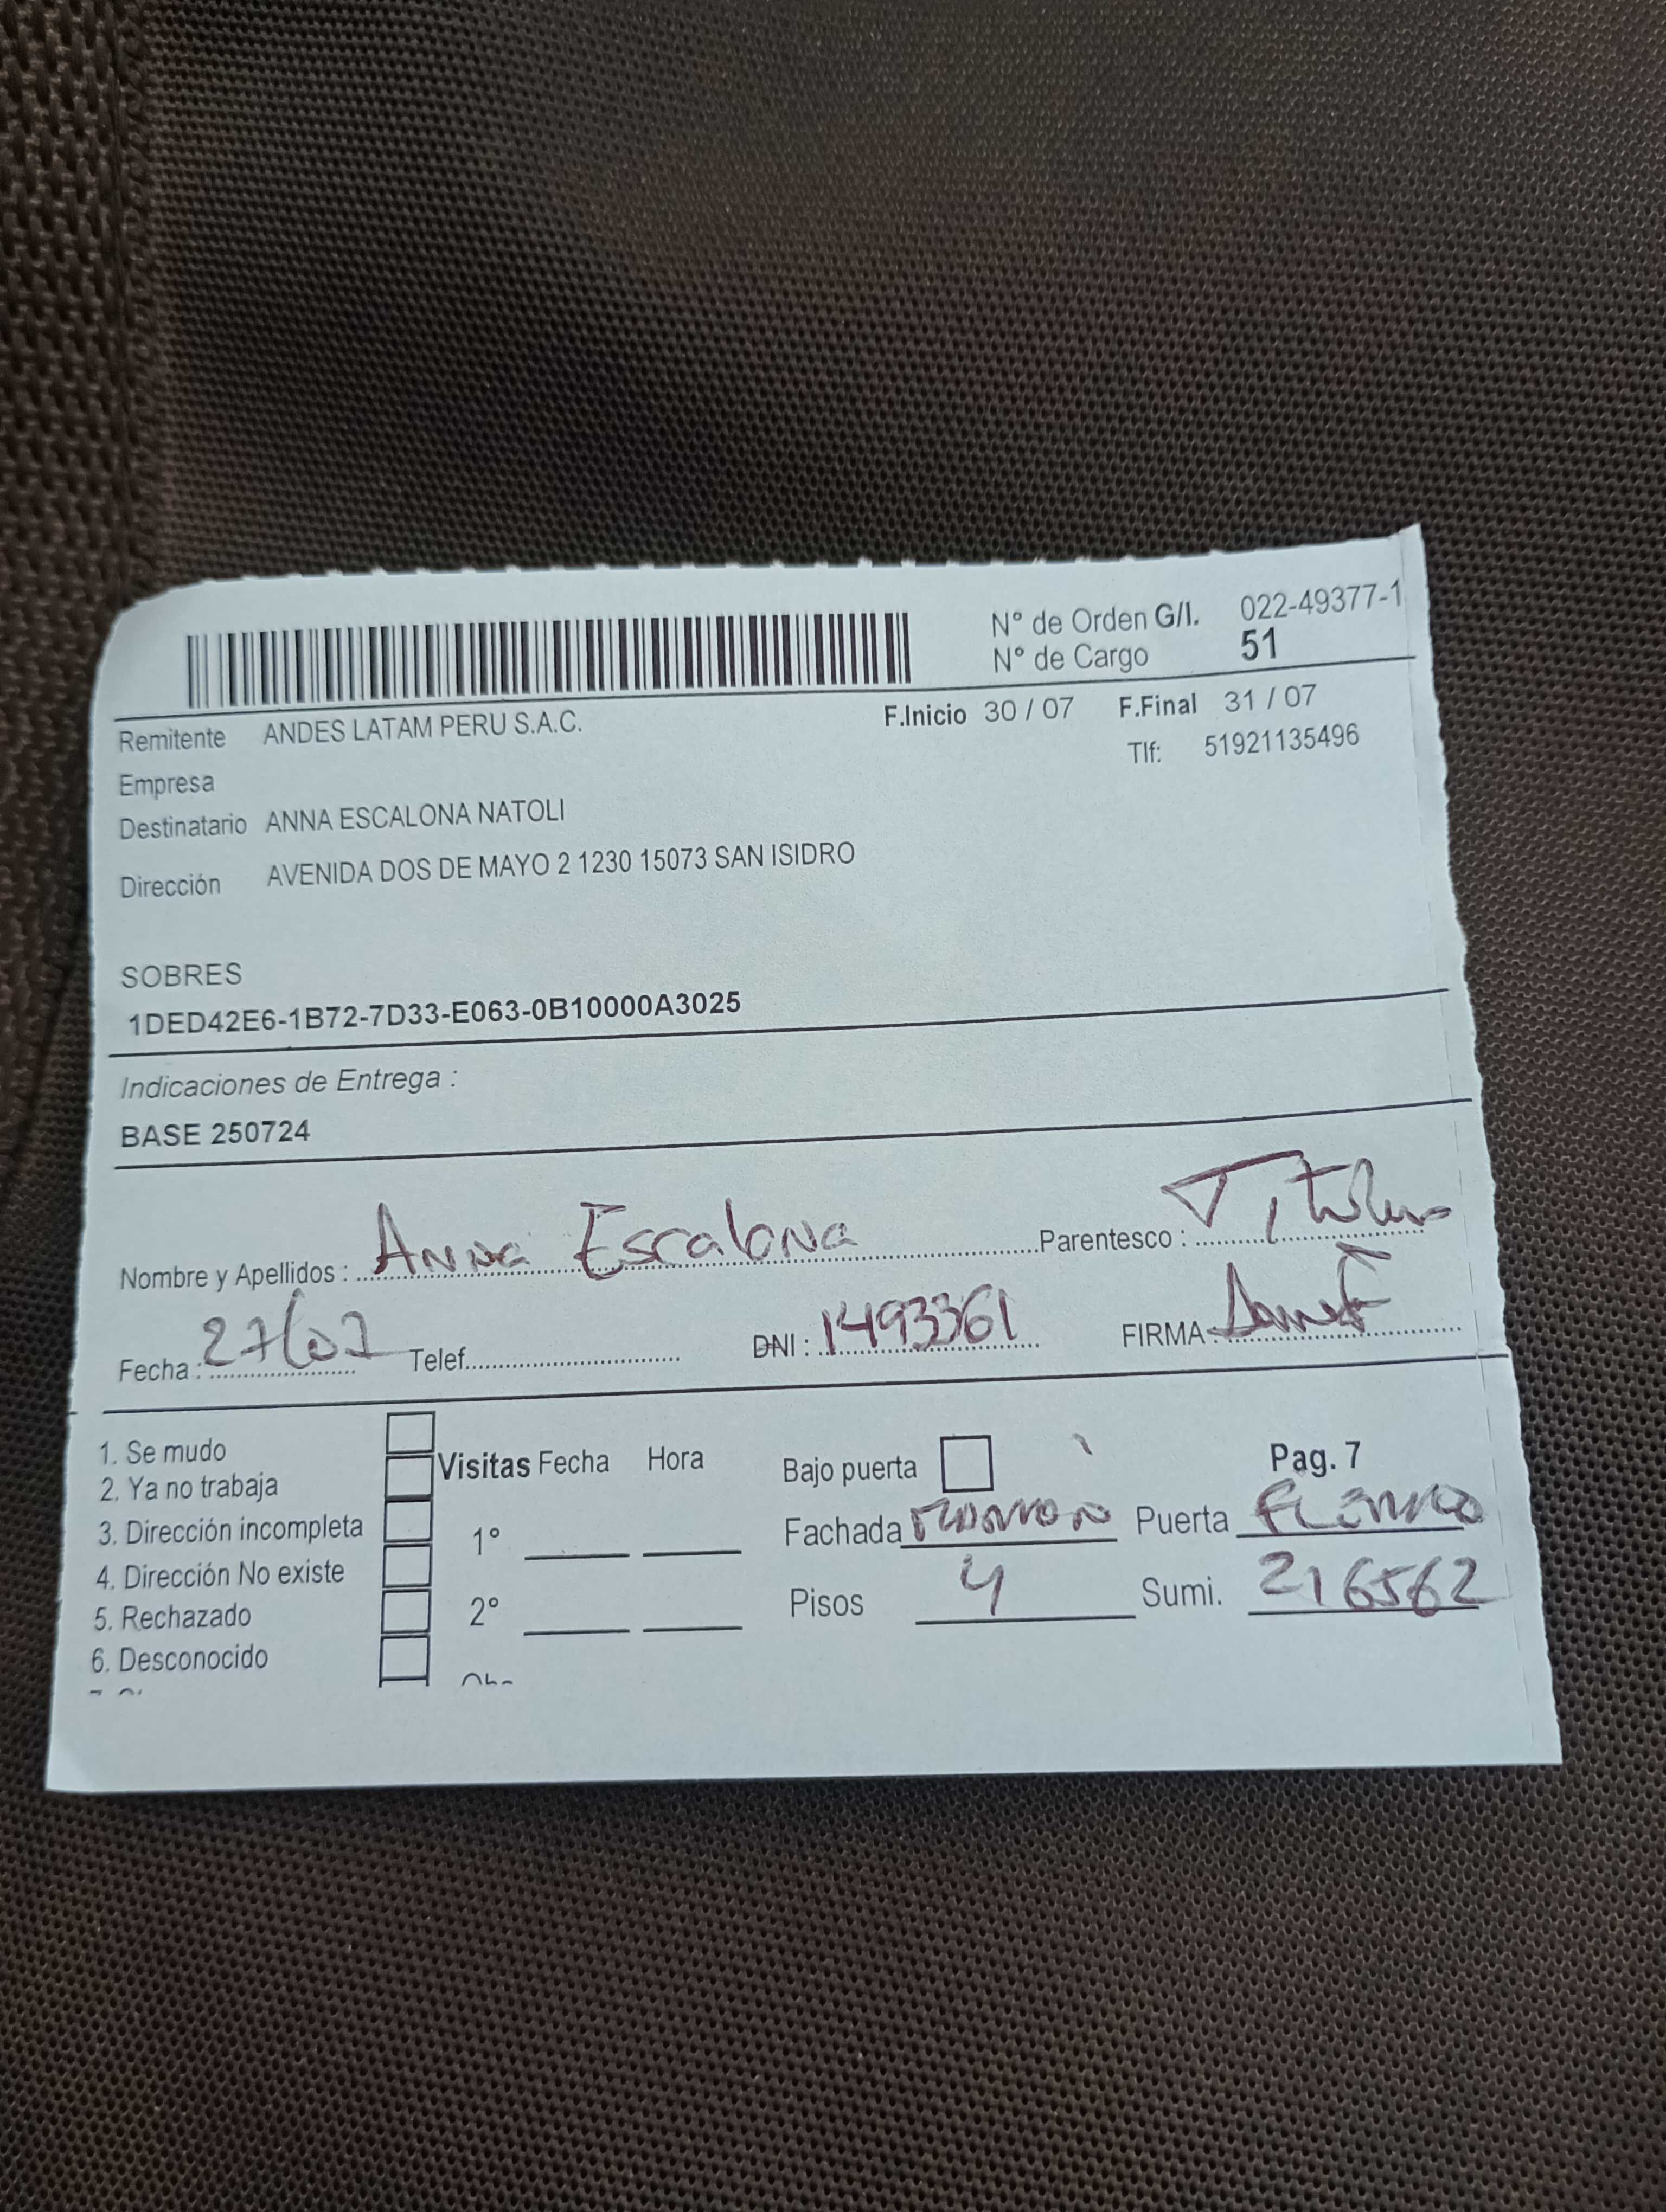 N° de Orden G/I. 022-49377-1
N° de Cargo 51
Remitente ANDES LATAM PERU S.A.C. F.Inicio 30 / 07 F.Final 31 / 07
Tlf: 51921135496
Empresa
Destinatario ANNA ESCALONA NATOLI
Dirección AVENIDA DOS DE MAYO 2 1230 15073 SAN ISIDRO
SOBRES
1DED42E6-1B72-7D33-E063-0B10000A3025
Indicaciones de Entrega :
BASE 250724
Nombre y Apellidos : Anna Escalona Parentesco : Titular
Fecha : 27/07 Telef. DNI : 1493361 FIRMA :
1. Se mudo
2. Ya no trabaja
3. Dirección incompleta
4. Dirección No existe
5. Rechazado
6. Desconocido
Visitas Fecha Hora
1°
2°
Bajo puerta Pag. 7
Fachada Puerta
Pisos 4 Sumi. 216562